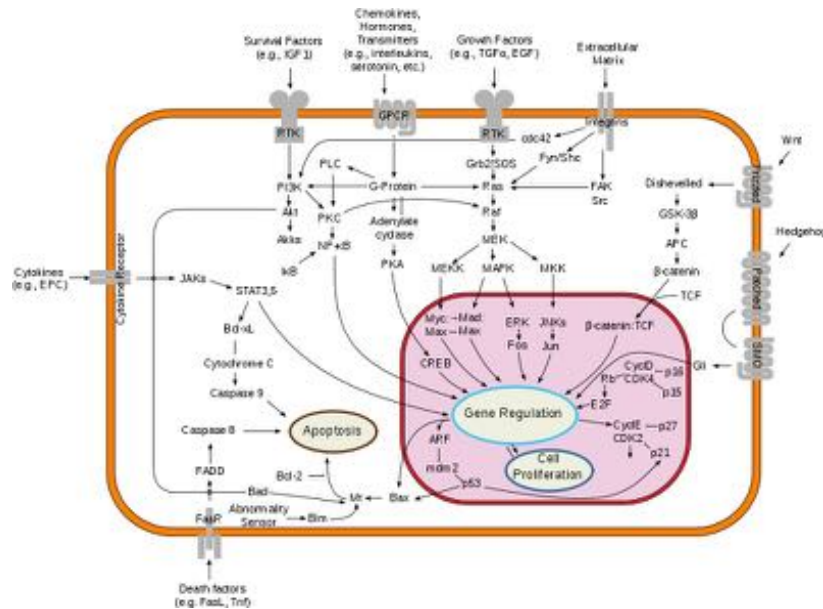 Survival Factors
(e.g., IGF1)
Chemokines,
Hormones,
Transmitters
(e.g., interleukins,
serotonin, etc.)
Growth Factors
(e.g., TGFα, EGF)
Extracellular
Matrix
RTK
GPCR
RTK
Integrins
cdc42
Wnt
PLC
Grb2/SOS
Fyn/Shc
Frizzled
PI3K
G-Protein
Ras
FAK
Src
Dishevelled
Akt
PKC
Adenylate
cyclase
Raf
GSK-3β
Hedgehog
Akkα
NF-κB
MEK
APC
IκB
PKA
MEKK
MAPK
MKK
β-catenin
Patched
Cytokines
(e.g., EPC)
Cytokine Receptor
JAKs
STAT3,5
TCF
Myc:
Max
Mad:
Max
ERK
Fos
JNKs
Jun
β-catenin:TCF
SMO
Bcl-xL
Cytochrome C
CREB
Gli
CyclD
CDK4
p16
p15
Rb
E2F
Caspase 9
Gene Regulation
Caspase 8
Apoptosis
ARF
CyclE
CDK2
p27
p21
FADD
Bcl-2
mdm2
Cell
Proliferation
Bad
Mt
Bax
p53
FasR
Abnormality
Sensor
Bim
Death factors
(e.g. FasL, Tnf)